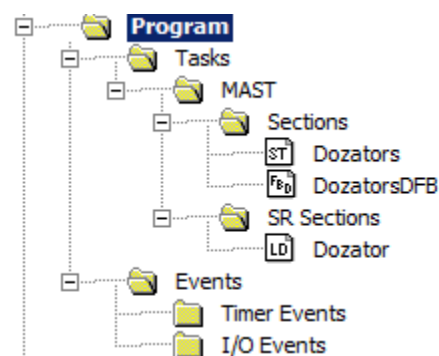 Program
Tasks
MAST
Sections
ST Dozators
FBD DozatorsDFB
SR Sections
LD Dozator
Events
Timer Events
I/O Events